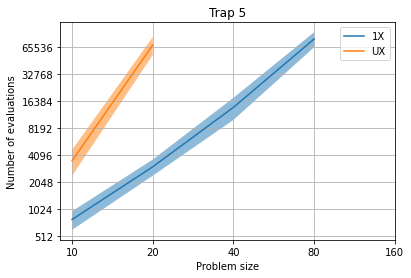 Trap 5
1X
UX
Number of evaluations
65536
32768
16384
8192
4096
2048
1024
512
10
20
40
80
160
Problem size